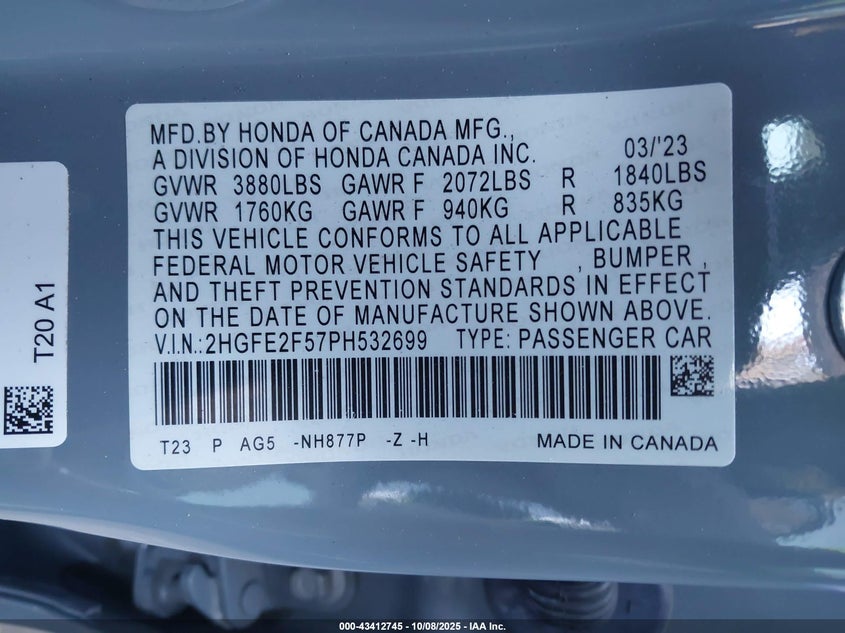 MFD.BY HONDA OF CANADA MFG.,
A DIVISION OF HONDA CANADA INC. 03/'23
GVWR 3880LBS GAWR F 2072LBS R 1840LBS
GVWR 1760KG GAWR F 940KG R 835KG
THIS VEHICLE CONFORMS TO ALL APPLICABLE
FEDERAL MOTOR VEHICLE SAFETY , BUMPER ,
AND THEFT PREVENTION STANDARDS IN EFFECT
ON THE DATE OF MANUFACTURE SHOWN ABOVE.
V.I.N.:2HGFE2F57PH532699 TYPE: PASSENGER CAR
T23 P AG5 -NH877P -Z -H MADE IN CANADA
T20 A1
000-43412745 - 10/08/2025 - IAA Inc.